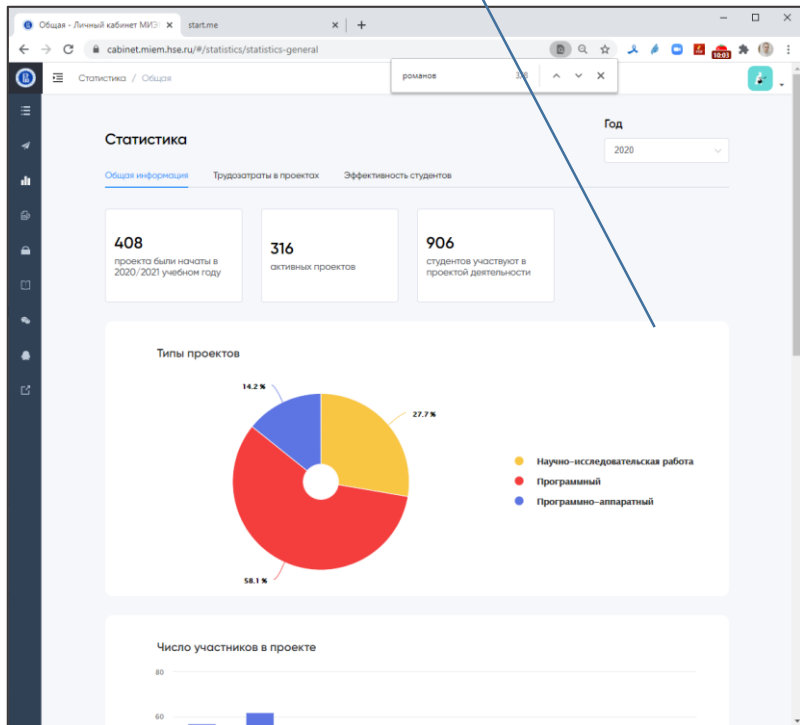 Общая - Личный кабинет МИЭ
start.me
cabinet.miem.hse.ru/#/statistics/statistics-general
10:03
Статистика / Общая
романов
Статистика
Год
2020
Общая информация
Трудозатраты в проектах
Эффективность студентов
408
проекта были начаты в
2020/2021 учебном году
316
активных проектов
906
студентов участвуют в
проектой деятельности
Типы проектов
14.2 %
27.7 %
58.1 %
Научно-исследовательская работа
Программный
Программно-аппаратный
Число участников в проекте
80
60